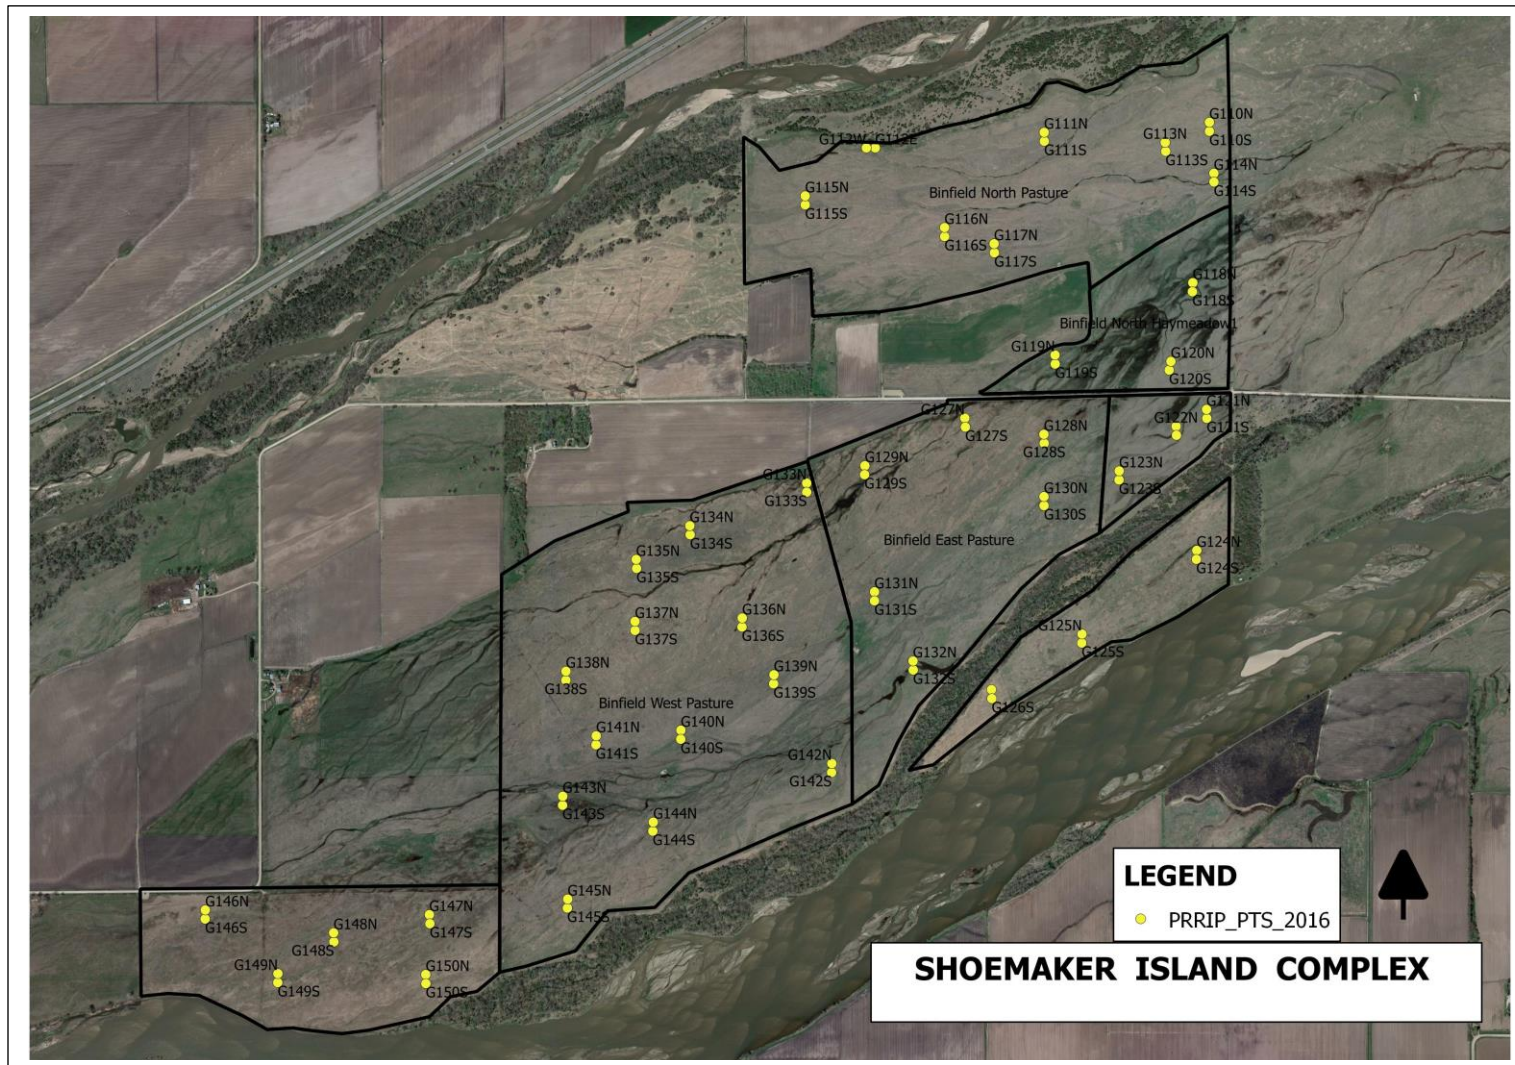 G110N
G111N
G110S
G112W
G112E
G111S
G113N
G113S
G114N
G114S
G115N
Binfield North Pasture
G115S
G116N
G116S
G117N
G117S
G118N
G118S
Binfield North Haymeadow1
G119N
G119S
G120N
G120S
G121N
G121S
G127N
G127S
G122N
G128N
G128S
G129N
G129S
G123N
G123S
G133N
G133S
G130N
G130S
G134N
G134S
Binfield East Pasture
G124N
G124S
G135N
G135S
G131N
G131S
G137N
G137S
G136N
G136S
G125N
G125S
G132N
G132S
G138N
G138S
G139N
G139S
G126S
Binfield West Pasture
G140N
G140S
G141N
G141S
G142N
G142S
G143N
G143S
G144N
G144S
G145N
G145S
G146N
G146S
G147N
G147S
G148N
G148S
G149N
G149S
G150N
G150S
LEGEND
PRRIP_PTS_2016
SHOEMAKER ISLAND COMPLEX